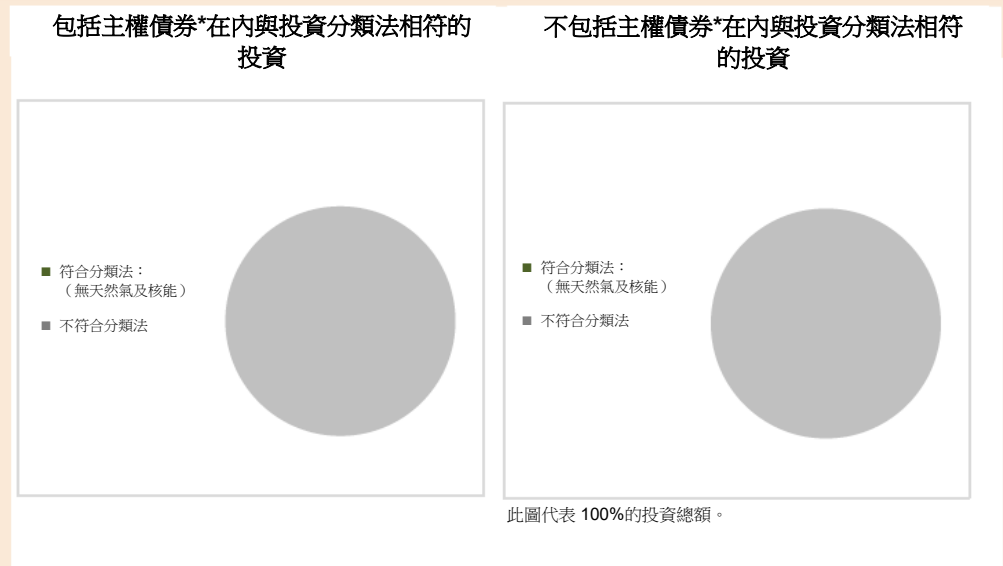 包括主權債券*在內與投資分類法相符的
投資
符合分類法：
（無天然氣及核能）
不符合分類法
不包括主權債券*在內與投資分類法相符
的投資
符合分類法：
（無天然氣及核能）
不符合分類法
此圖代表 100%的投資總額。